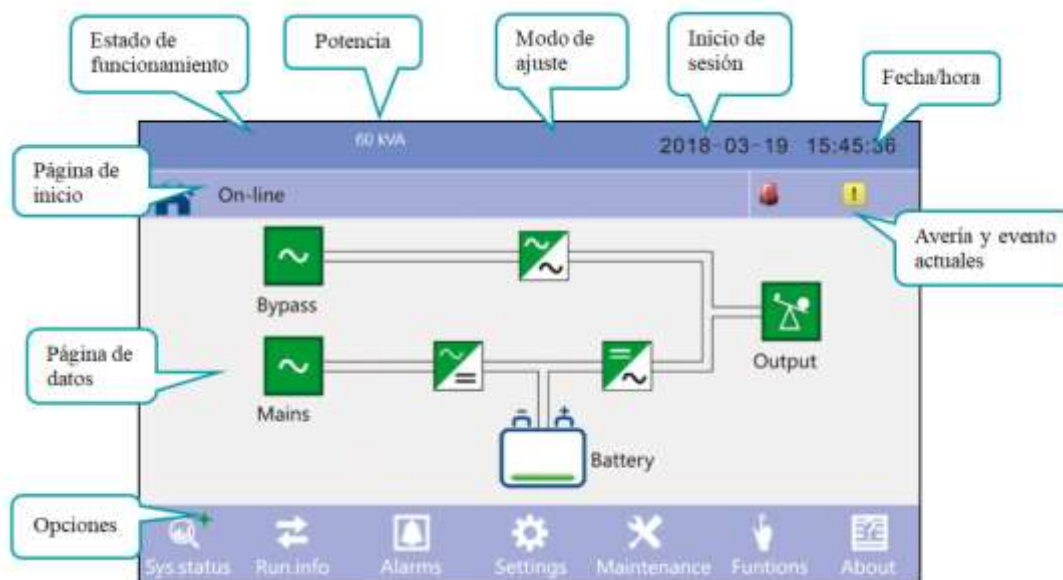 Estado de
funcionamiento
Potencia
Modo de
ajuste
Inicio de
sesión
Fecha/hora
60 kVA
2018-03-19 15:45:36
Página de
inicio
On-line
Avería y evento
actuales
Bypass
Output
Página de
datos
Mains
Battery
Opciones
Sys.status
Run.info
Alarms
Settings
Maintenance
Funtions
About